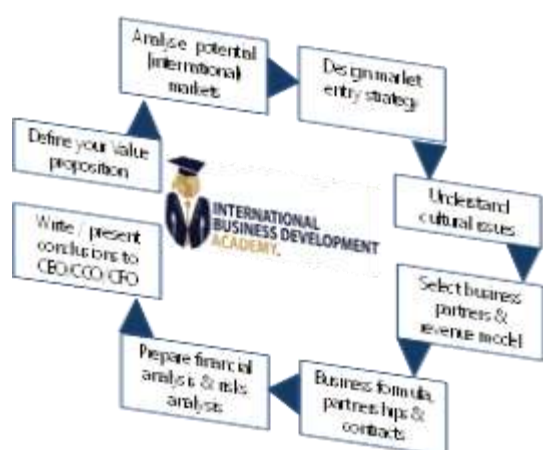 Analyse potential
(international)
markets
Design market
entry strategy
Understand
cultural issues
Select business
partners &
revenue model
Business formula,
partnerships &
contracts
Prepare financial
analysis & risks
analysis
Write / present
conclusions to
CEO/CCO/CFO
Define your Value
proposition
INTERNATIONAL
BUSINESS DEVELOPMENT
ACADEMY.